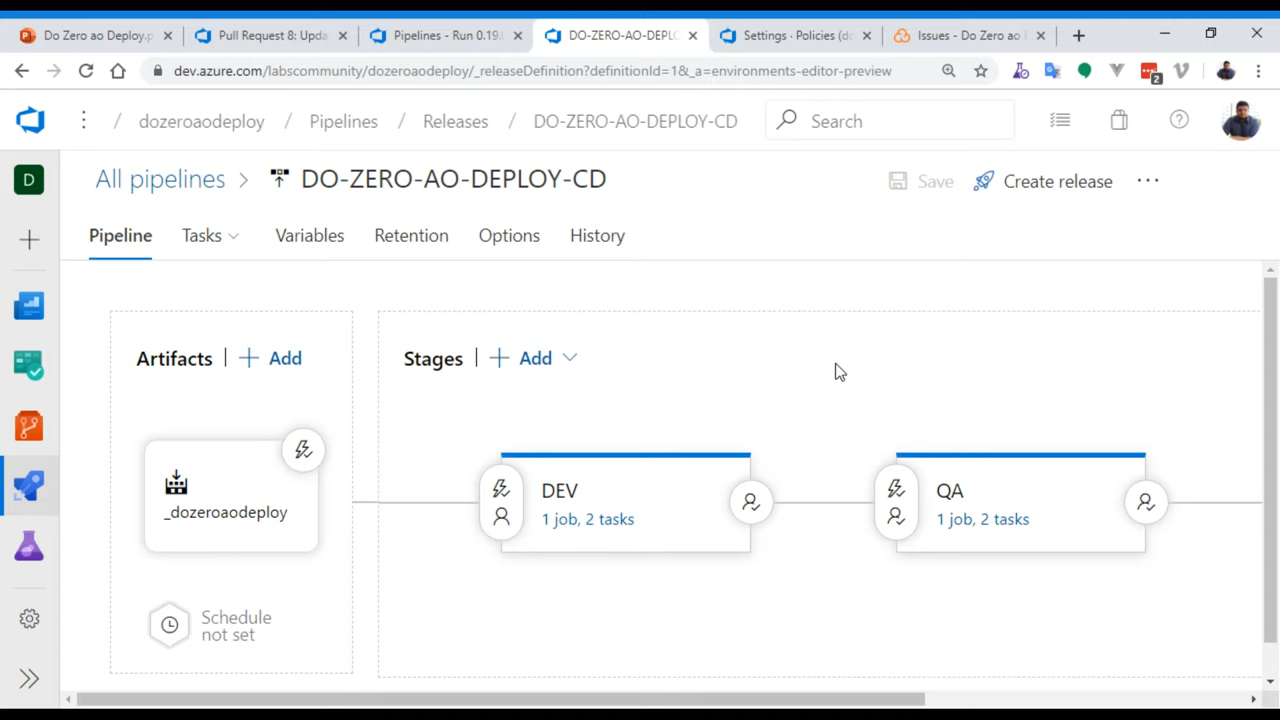 Do Zero ao Deploy.p
Pull Request 8: Upda
Pipelines - Run 0.19.
DO-ZERO-AO-DEPL
Settings · Policies (do
Issues - Do Zero ao
dev.azure.com/labscommunity/dozeroaodeploy/_releaseDefinition?definitionId=1&_a=environments-editor-preview
2
/ dozeroaodeploy / Pipelines / Releases / DO-ZERO-AO-DEPLOY-CD
Search
D
All pipelines > DO-ZERO-AO-DEPLOY-CD
Save
Create release
Pipeline
Tasks
Variables
Retention
Options
History
Artifacts | + Add
Stages | + Add
_dozeroaodeploy
Schedule
not set
DEV
1 job, 2 tasks
QA
1 job, 2 tasks